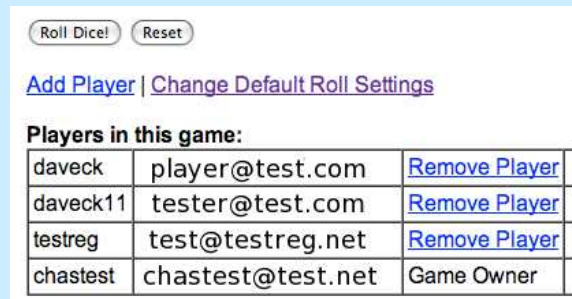 Roll Dice! Reset
Add Player | Change Default Roll Settings
Players in this game:
daveck player@test.com Remove Player
daveck11 tester@test.com Remove Player
testreg test@testreg.net Remove Player
chastest chastest@test.net Game Owner